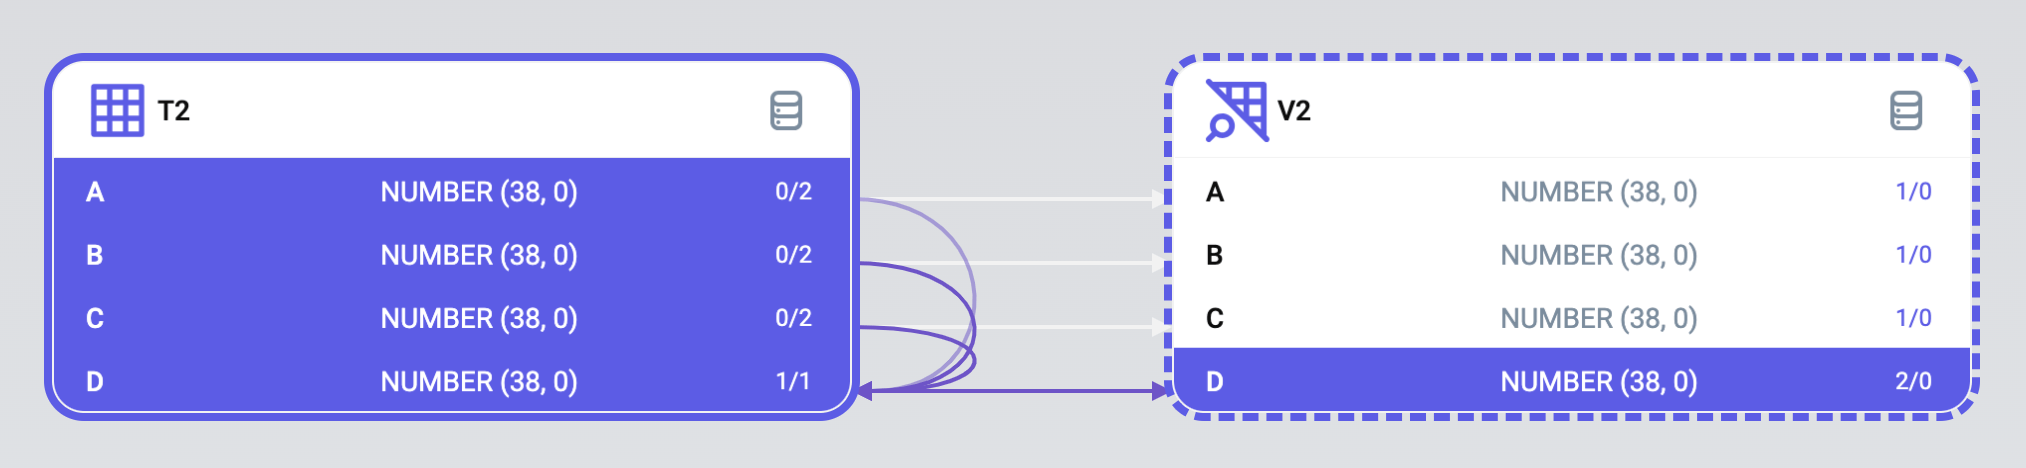 T2
A NUMBER (38, 0) 0/2
B NUMBER (38, 0) 0/2
C NUMBER (38, 0) 0/2
D NUMBER (38, 0) 1/1
V2
A NUMBER (38, 0) 1/0
B NUMBER (38, 0) 1/0
C NUMBER (38, 0) 1/0
D NUMBER (38, 0) 2/0